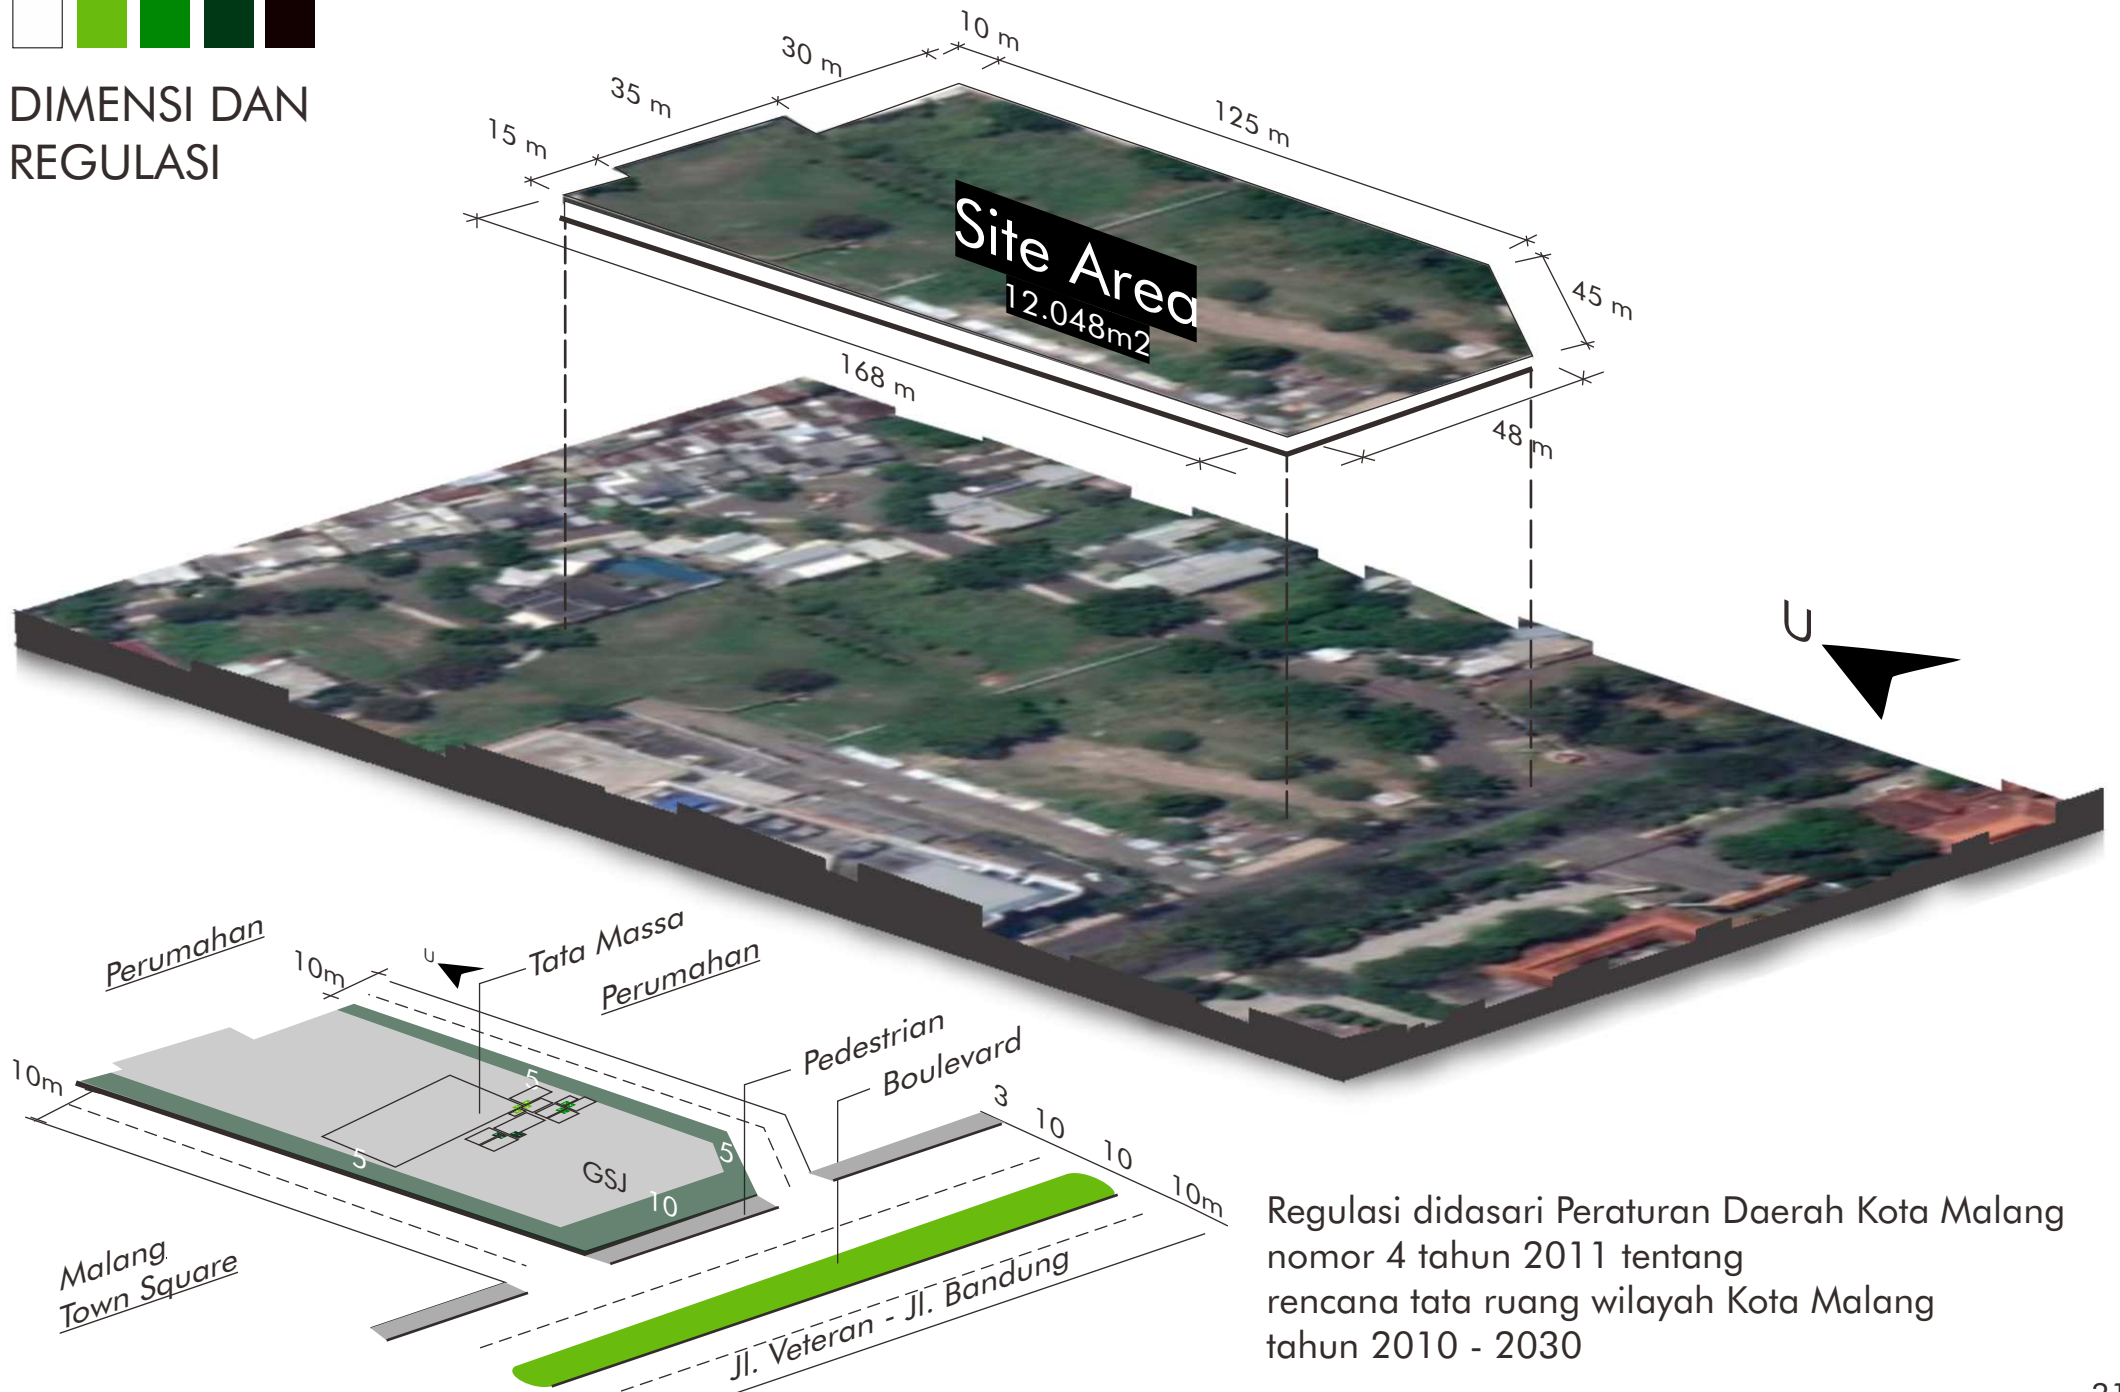 DIMENSI DAN
REGULASI
15 m
35 m
30 m
10 m
125 m
45 m
48 m
168 m
Site Area
12.048m2
U
Perumahan
10m
U
Tata Massa
Perumahan
Pedestrian
Boulevard
10m
5
5
5
GSJ
10
3
10
10
10m
Malang
Town Square
Jl. Veteran - Jl. Bandung
Regulasi didasari Peraturan Daerah Kota Malang
nomor 4 tahun 2011 tentang
rencana tata ruang wilayah Kota Malang
tahun 2010 - 2030